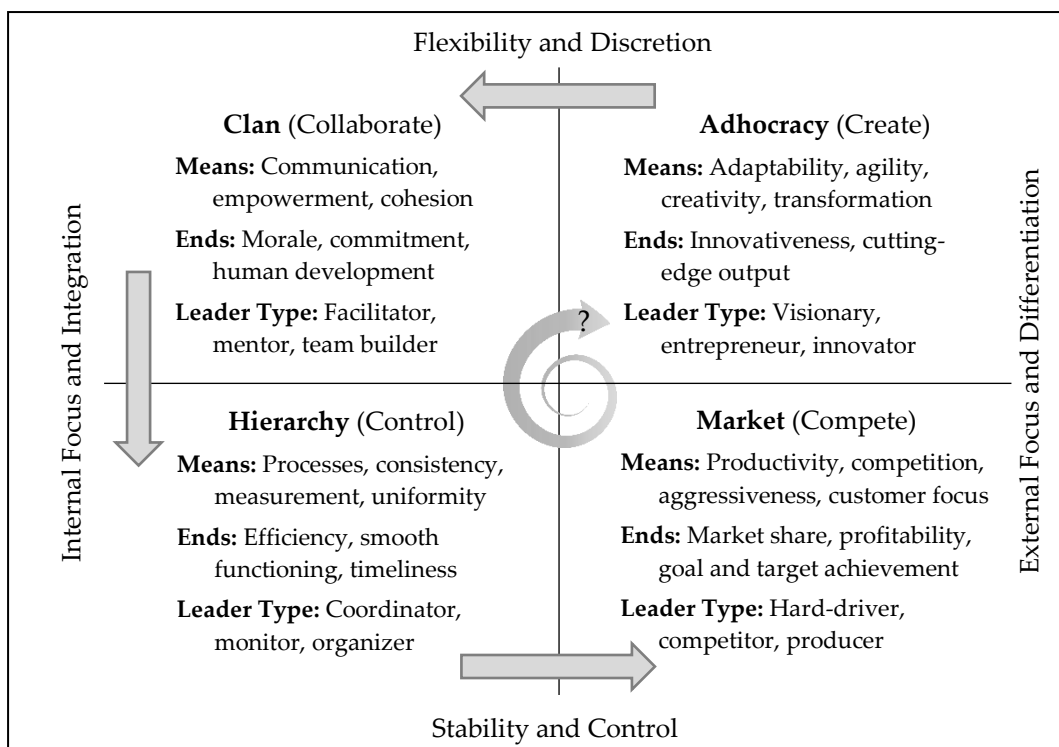 Flexibility and Discretion
Clan (Collaborate)
Means: Communication,
empowerment, cohesion
Ends: Morale, commitment,
human development
Leader Type: Facilitator,
mentor, team builder
Adhocracy (Create)
Means: Adaptability, agility,
creativity, transformation
Ends: Innovativeness, cutting-
edge output
Leader Type: Visionary,
entrepreneur, innovator
Internal Focus and Integration
?
External Focus and Differentiation
Hierarchy (Control)
Means: Processes, consistency,
measurement, uniformity
Ends: Efficiency, smooth
functioning, timeliness
Leader Type: Coordinator,
monitor, organizer
Market (Compete)
Means: Productivity, competition,
aggressiveness, customer focus
Ends: Market share, profitability,
goal and target achievement
Leader Type: Hard-driver,
competitor, producer
Stability and Control